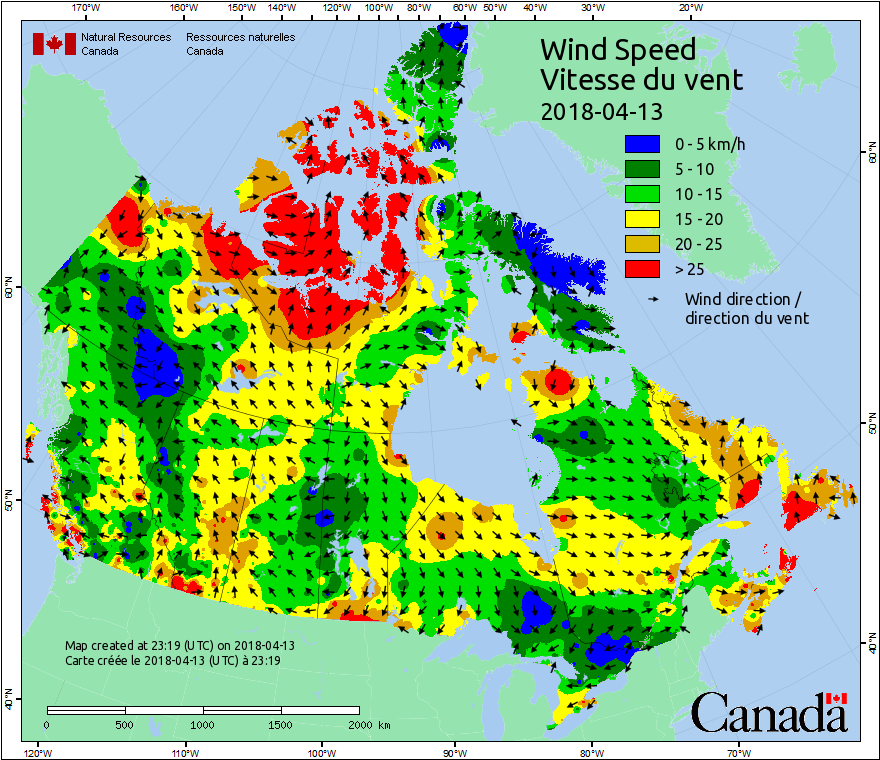 170°W 160°W 150°W 140°W 120°W 100°W 80°W 60°W 50°W 40°W 30°W 20°W
Natural Resources Ressources naturelles
Canada Canada
Wind Speed
Vitesse du vent
2018-04-13
0 - 5 km/h
5 - 10
10 - 15
15 - 20
20 - 25
> 25
Wind direction /
direction du vent
60°N
60°N
50°N
50°N
40°N
40°N
Map created at 23:19 (UTC) on 2018-04-13
Carte créée le 2018-04-13 (UTC) à 23:19
0 500 1000 1500 2000 km
Canada
120°W 110°W 100°W 90°W 80°W 70°W